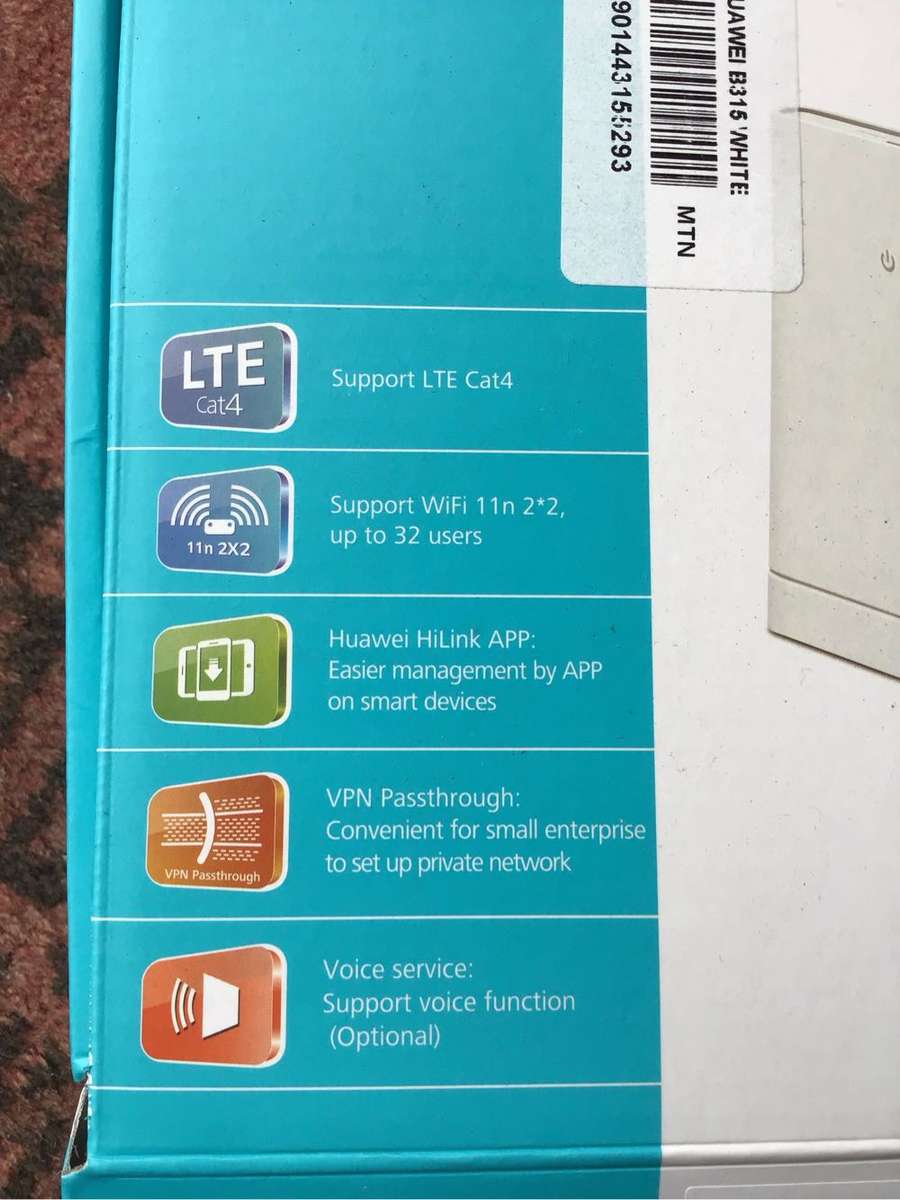 UAWEI B315 WHITE
901443155293
MTN
LTE
Cat4
Support LTE Cat4
11n 2X2
Support WiFi 11n 2*2,
up to 32 users
Huawei HiLink APP:
Easier management by APP
on smart devices
VPN Passthrough
VPN Passthrough:
Convenient for small enterprise
to set up private network
Voice service:
Support voice function
(Optional)